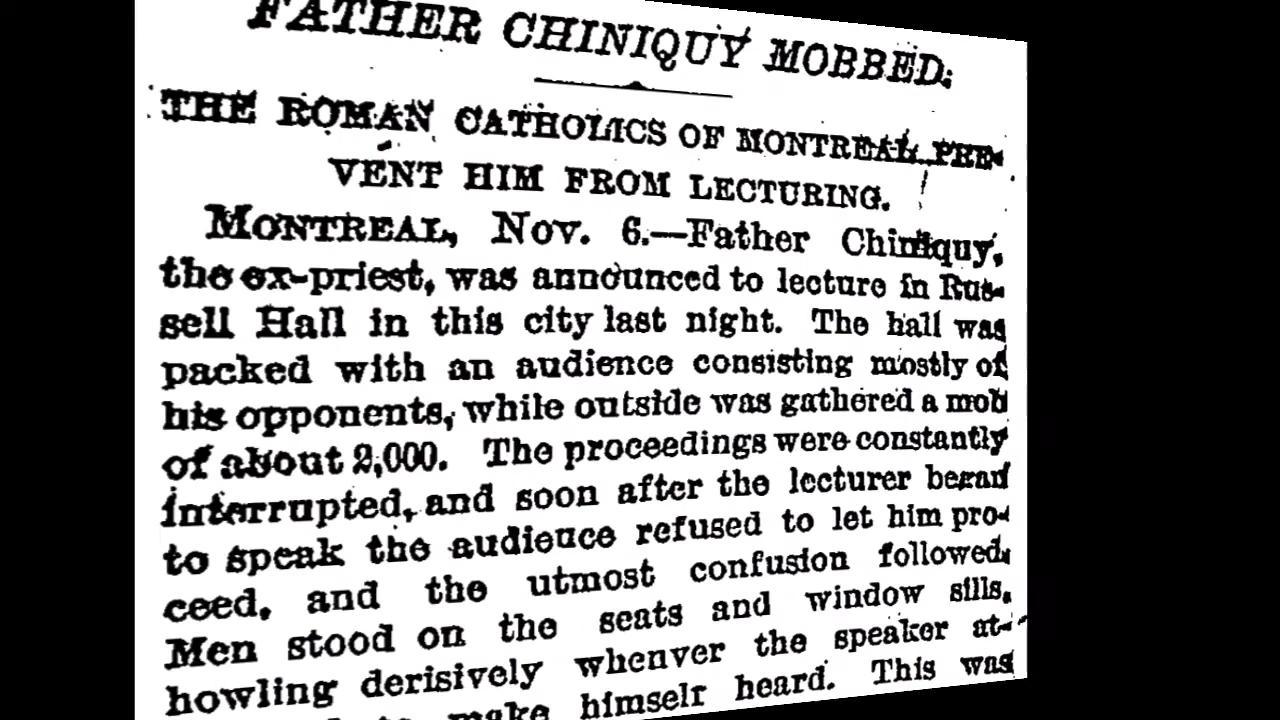 FATHER CHINIQUY MOBBED.
THE ROMAN CATHOLICS OF MONTREAL PRE-
VENT HIM FROM LECTURING.
MONTREAL, Nov. 6.—Father Chiniquy,
the ex-priest, was announced to lecture in Rus-
sell Hall in this city last night. The hall was
packed with an audience consisting mostly of
his opponents, while outside was gathered a mob
of about 2,000. The proceedings were constantly
interrupted, and soon after the lecturer began
to speak the audience refused to let him pro-
ceed, and the utmost confusion followed.
Men stood on the seats and window sills,
howling derisively whenver the speaker at-
make himself heard. This was